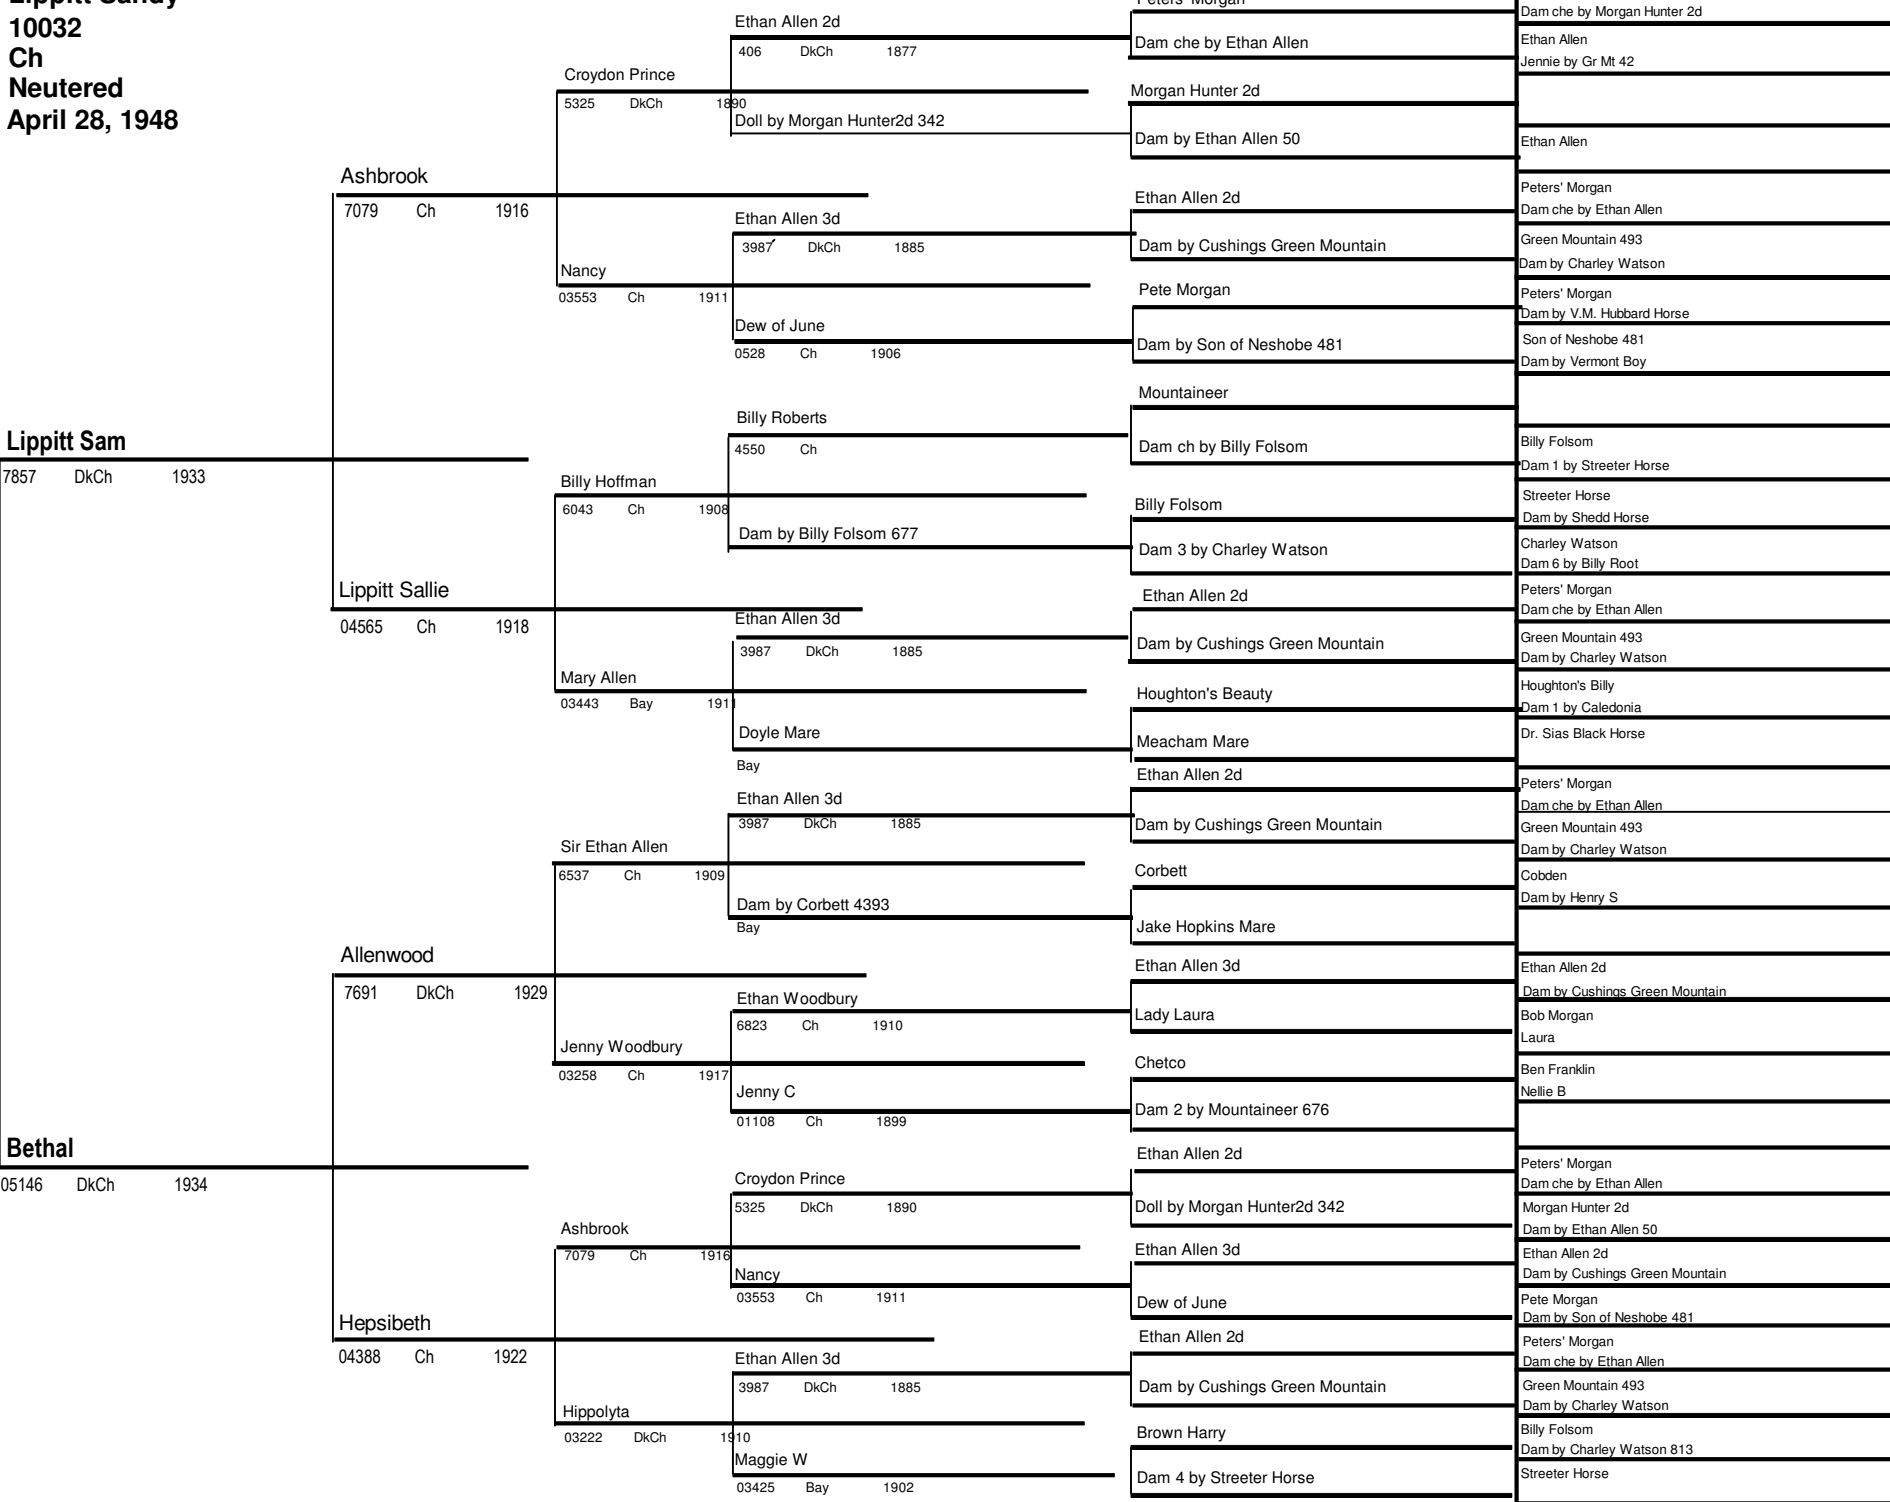 Lippitt Sandy
10032
Ch
Neutered
April 28, 1948
Lippitt Sam
7857 DkCh 1933
Bethal
05146 DkCh 1934
Ashbrook
7079 Ch 1916
Lippitt Sallie
04565 Ch 1918
Allenwood
7691 DkCh 1929
Hepsibeth
04388 Ch 1922
Croydon Prince
5325 DkCh 1890
Nancy
03553 Ch 1911
Billy Hoffman
6043 Ch 1908
Mary Allen
03443 Bay 1911
Sir Ethan Allen
6537 Ch 1909
Jenny Woodbury
03258 Ch 1917
Ashbrook
7079 Ch 1916
Hippolyta
03222 DkCh 1910
Ethan Allen 2d
406 DkCh 1877
Doll by Morgan Hunter2d 342
Ethan Allen 3d
3987 DkCh 1885
Dew of June
0528 Ch 1906
Billy Roberts
4550 Ch
Dam by Billy Folsom 677
Ethan Allen 3d
3987 DkCh 1885
Doyle Mare
Bay
Ethan Allen 3d
3987 DkCh 1885
Dam by Corbett 4393
Bay
Ethan Woodbury
6823 Ch 1910
Jenny C
01108 Ch 1899
Croydon Prince
5325 DkCh 1890
Nancy
03553 Ch 1911
Ethan Allen 3d
3987 DkCh 1885
Maggie W
03425 Bay 1902
Peters' Morgan
Dam che by Ethan Allen
Morgan Hunter 2d
Dam by Ethan Allen 50
Ethan Allen 2d
Dam by Cushings Green Mountain
Pete Morgan
Dam by Son of Neshobe 481
Mountaineer
Dam ch by Billy Folsom
Billy Folsom
Dam 3 by Charley Watson
Ethan Allen 2d
Dam by Cushings Green Mountain
Houghton's Beauty
Meacham Mare
Ethan Allen 2d
Dam by Cushings Green Mountain
Corbett
Jake Hopkins Mare
Ethan Allen 3d
Lady Laura
Chetco
Dam 2 by Mountaineer 676
Ethan Allen 2d
Doll by Morgan Hunter2d 342
Ethan Allen 3d
Dew of June
Ethan Allen 2d
Dam by Cushings Green Mountain
Brown Harry
Dam 4 by Streeter Horse
Dam che by Morgan Hunter 2d
Ethan Allen
Jennie by Gr Mt 42
Ethan Allen
Peters' Morgan
Dam che by Ethan Allen
Green Mountain 493
Dam by Charley Watson
Peters' Morgan
Dam by V.M. Hubbard Horse
Son of Neshobe 481
Dam by Vermont Boy
Billy Folsom
Dam 1 by Streeter Horse
Streeter Horse
Dam by Shedd Horse
Charley Watson
Dam 6 by Billy Root
Peters' Morgan
Dam che by Ethan Allen
Green Mountain 493
Dam by Charley Watson
Houghton's Billy
Dam 1 by Caledonia
Dr. Sias Black Horse
Peters' Morgan
Dam che by Ethan Allen
Green Mountain 493
Dam by Charley Watson
Cobden
Dam by Henry S
Ethan Allen 2d
Dam by Cushings Green Mountain
Bob Morgan
Laura
Ben Franklin
Nellie B
Peters' Morgan
Dam che by Ethan Allen
Morgan Hunter 2d
Dam by Ethan Allen 50
Ethan Allen 2d
Dam by Cushings Green Mountain
Pete Morgan
Dam by Son of Neshobe 481
Peters' Morgan
Dam che by Ethan Allen
Green Mountain 493
Dam by Charley Watson
Billy Folsom
Dam by Charley Watson 813
Streeter Horse